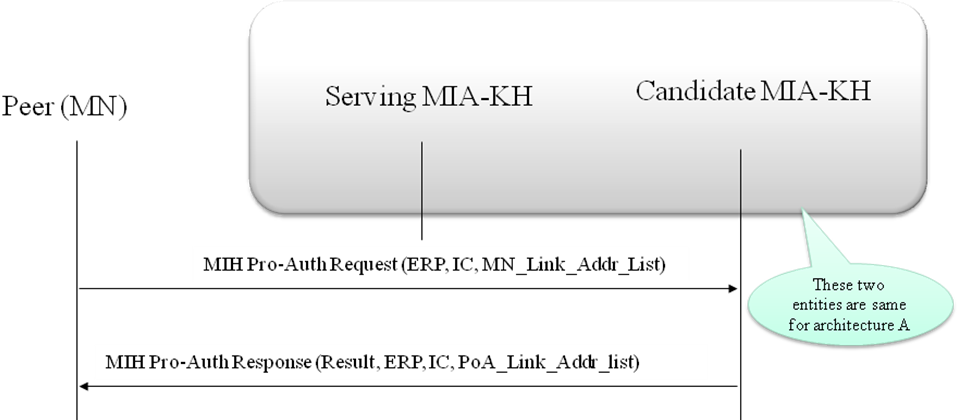 Peer (MN)
Serving MIA-KH
Candidate MIA-KH
MIH Pro-Auth Request (ERP, IC, MN_Link_Addr_List)
These two
entities are same
for architecture A
MIH Pro-Auth Response (Result, ERP, IC, PoA_Link_Addr_list)